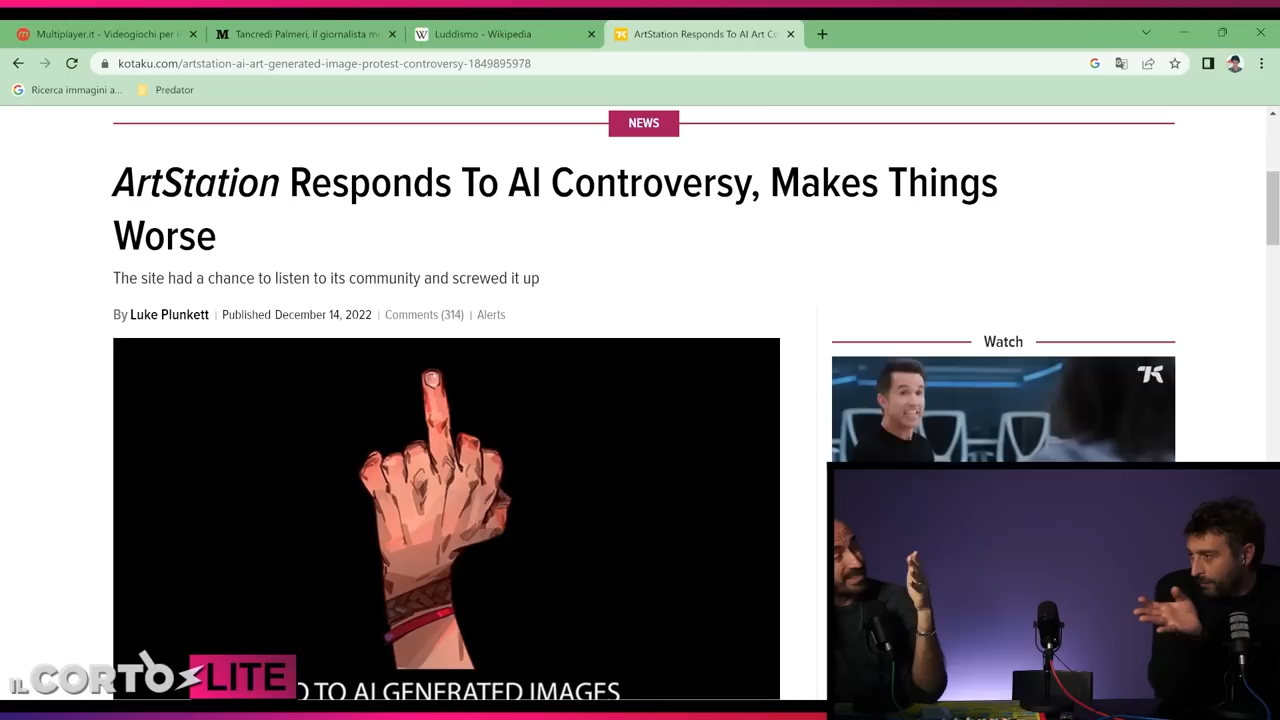 Multiplayer.it - Videogiochi per
Tancredi Palmeri, il giornalista m
Luddismo - Wikipedia
ArtStation Responds To AI Art Co
kotaku.com/artstation-ai-art-generated-image-protest-controversy-1849895978
Ricerca immagini a...
Predator
NEWS
ArtStation Responds To AI Controversy, Makes Things
Worse
The site had a chance to listen to its community and screwed it up
By Luke Plunkett | Published December 14, 2022 | Comments (314) | Alerts
Watch
O TO AI GENERATED IMAGES
IL CORTO LITE